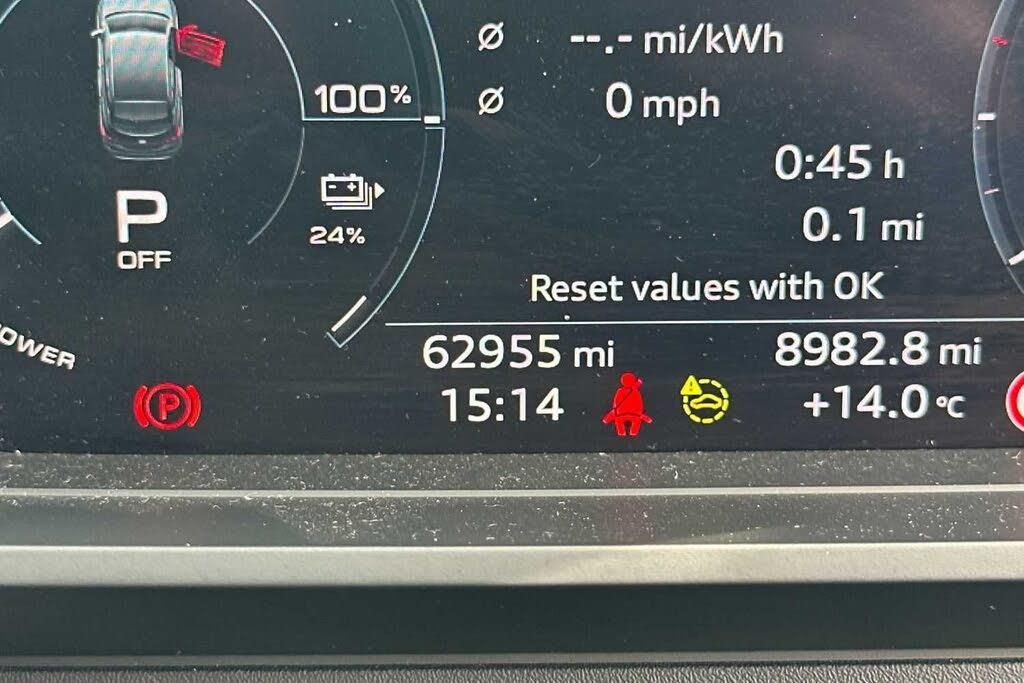 Ø --.- mi/kWh
100%
Ø 0 mph
0:45 h
P
OFF
24%
0.1 mi
Reset values with OK
62955 mi 8982.8 mi
P 15:14 +14.0 °C